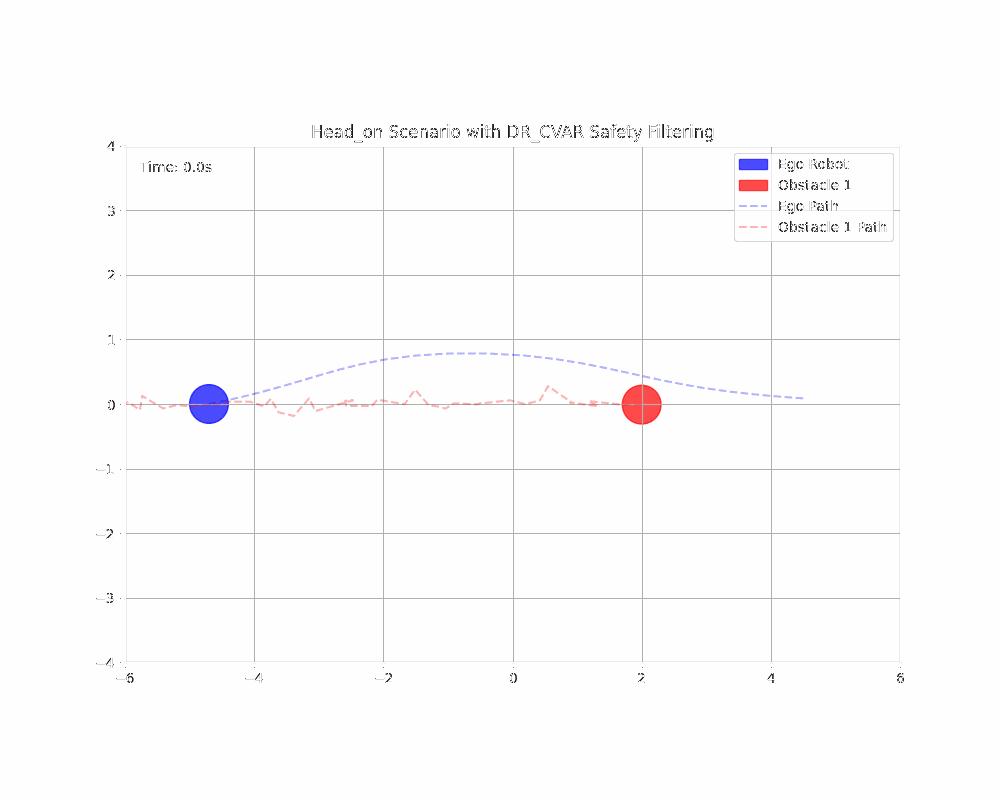 Head_on Scenario with DR_CVAR Safety Filtering
Time: 0.0s
Ego Robot
Obstacle 1
Ego Path
Obstacle 1 Path
4
3
2
1
0
−1
−2
−3
−4
−6 −4 −2 0 2 4 6